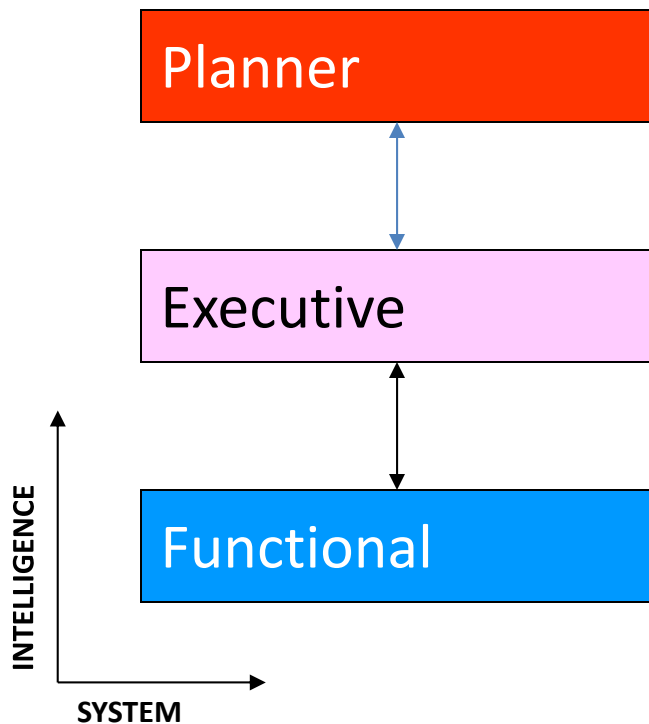 Planner
Executive
Functional
INTELLIGENCE
SYSTEM